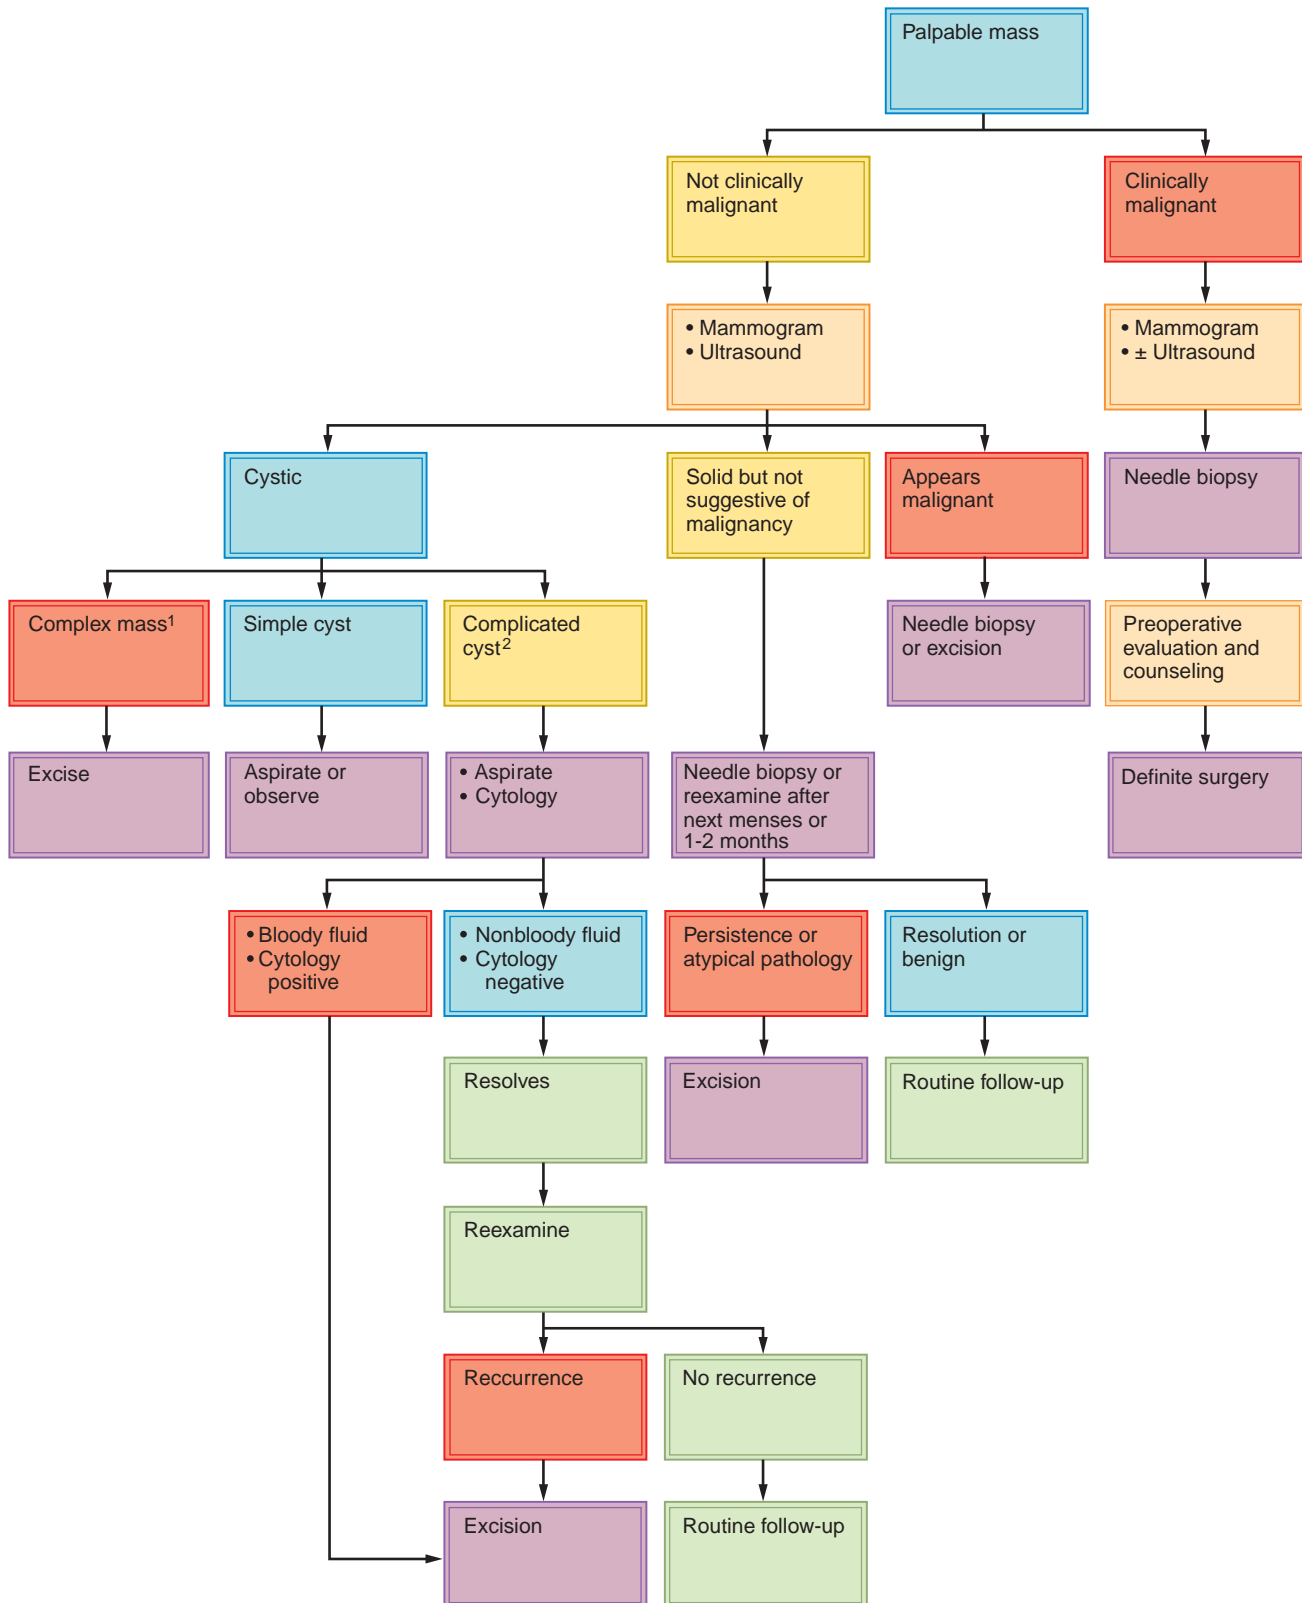 Palpable mass
Not clinically
malignant
Clinically
malignant
• Mammogram
• Ultrasound
• Mammogram
• ± Ultrasound
Cystic
Solid but not
suggestive of
malignancy
Appears
malignant
Needle biopsy
Complex mass¹
Simple cyst
Complicated
cyst²
Needle biopsy
or excision
Preoperative
evaluation and
counseling
Excise
Aspirate or
observe
• Aspirate
• Cytology
Needle biopsy or
reexamine after
next menses or
1-2 months
Definite surgery
• Bloody fluid
• Cytology
positive
• Nonbloody fluid
• Cytology
negative
Persistence or
atypical pathology
Resolution or
benign
Resolves
Excision
Routine follow-up
Reexamine
Reccurrence
No recurrence
Excision
Routine follow-up